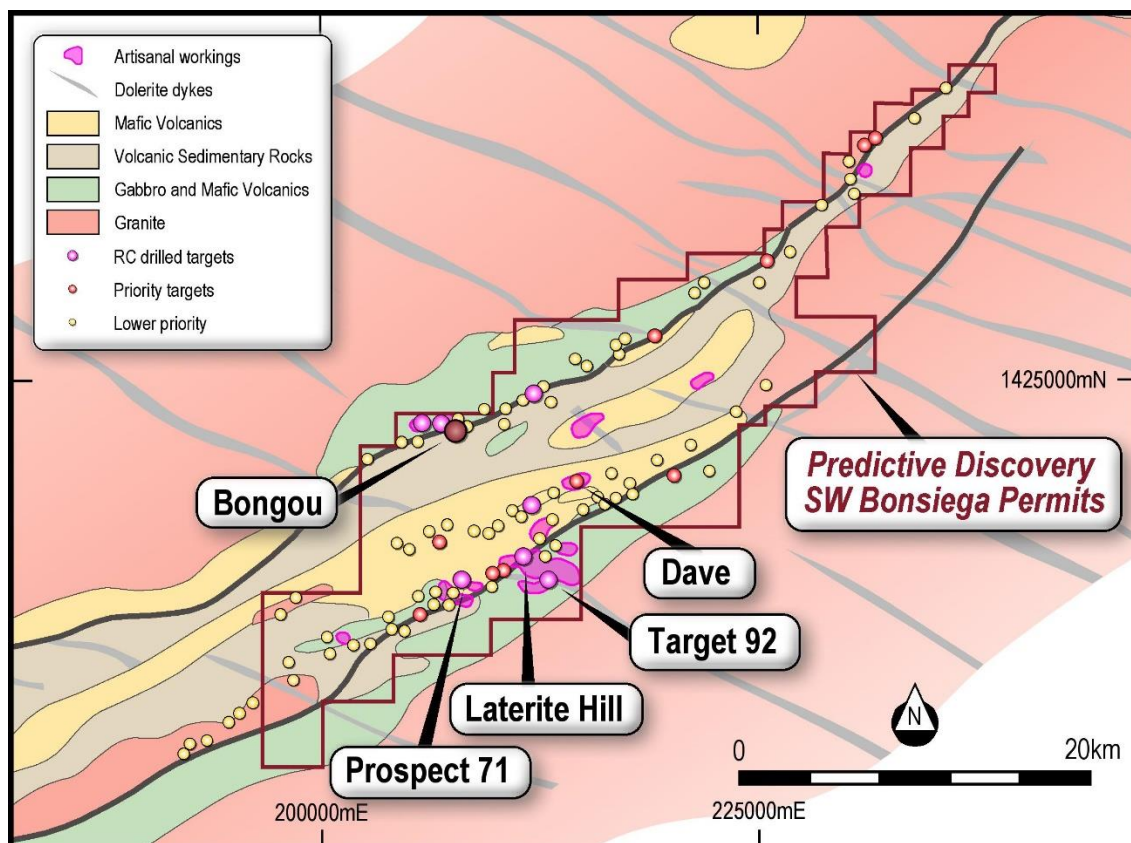 Artisanal workings
Dolerite dykes
Mafic Volcanics
Volcanic Sedimentary Rocks
Gabbro and Mafic Volcanics
Granite
RC drilled targets
Priority targets
Lower priority
1425000mN
Predictive Discovery
SW Bonsiega Permits
Bongou
Dave
Target 92
Laterite Hill
Prospect 71
N
0
20km
200000mE
225000mE